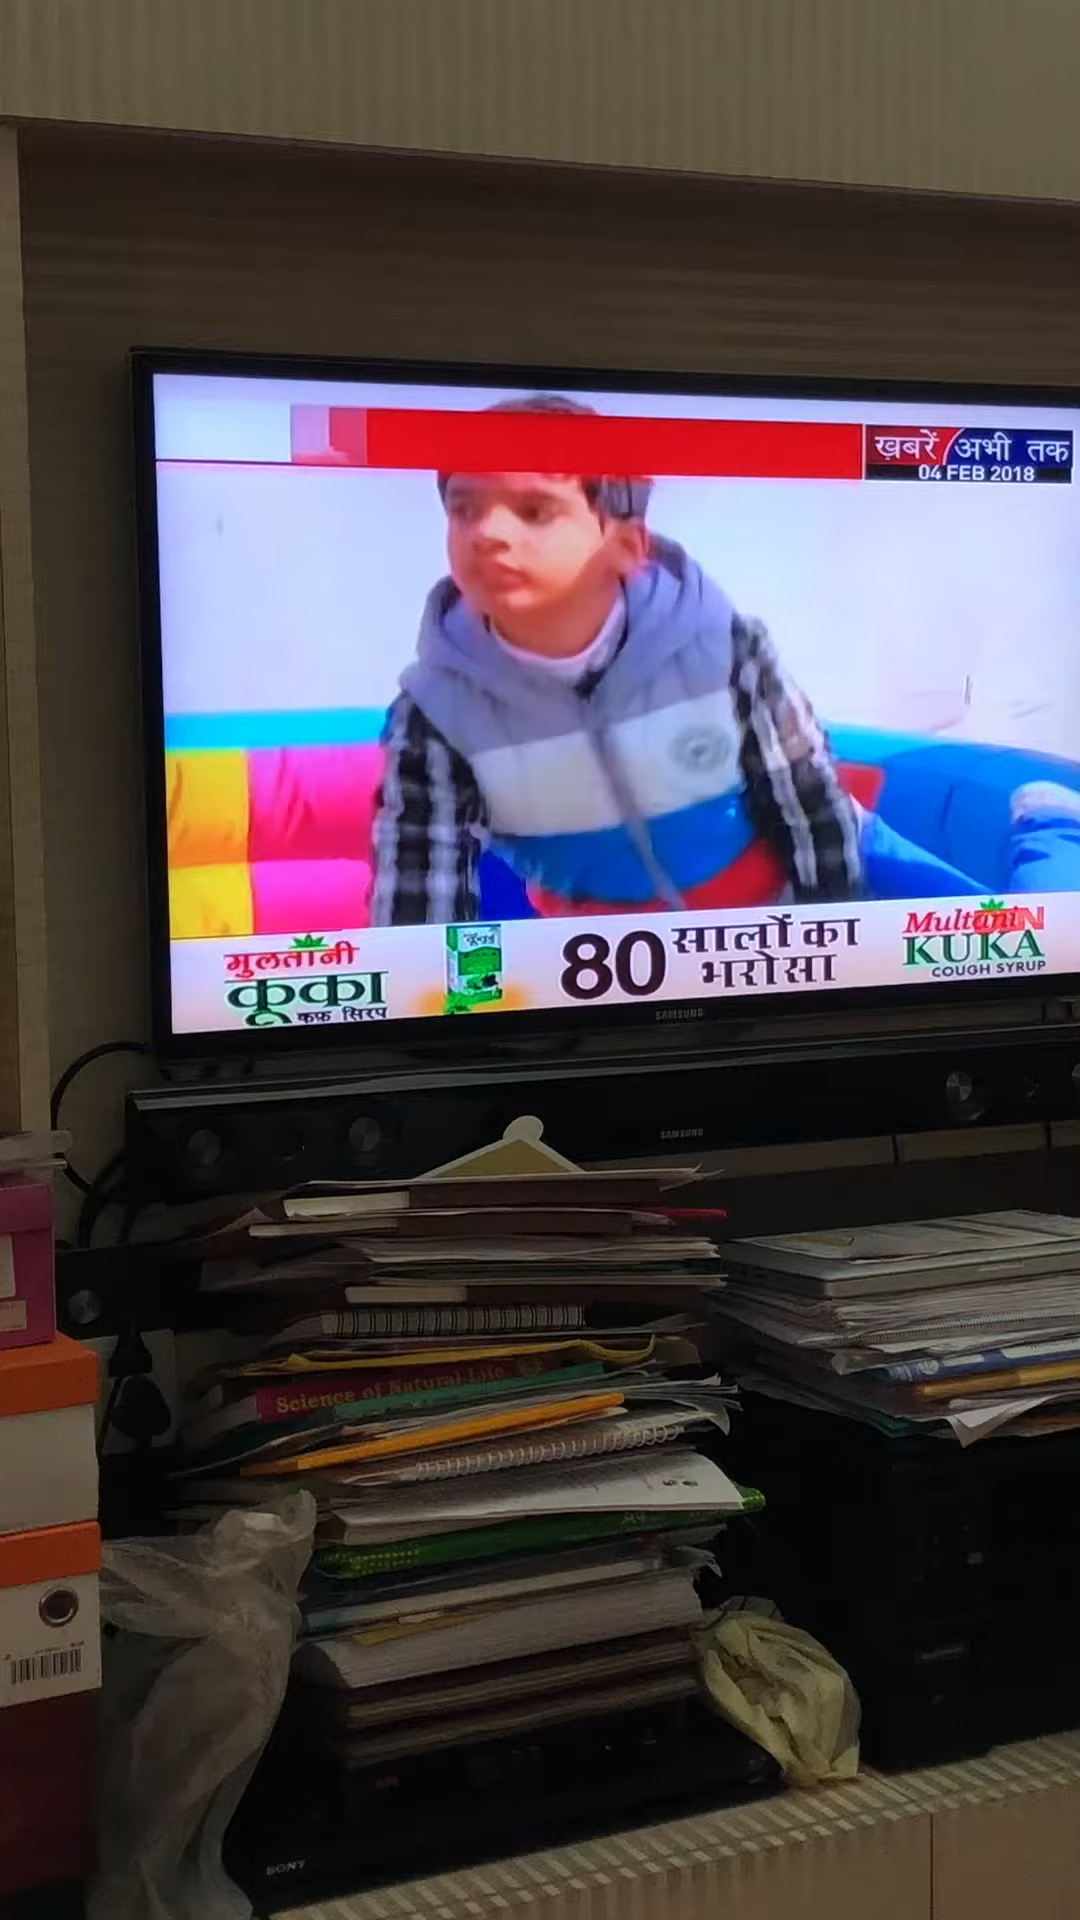 ख़बरें अभी तक
04 FEB 2018
मुलतानी
कूका
कफ़ सिरप
80 सालों का
भरोसा
Multani
KUKA
COUGH SYRUP
SAMSUNG
SAMSUNG
Science of Natural Life
A4
SONY